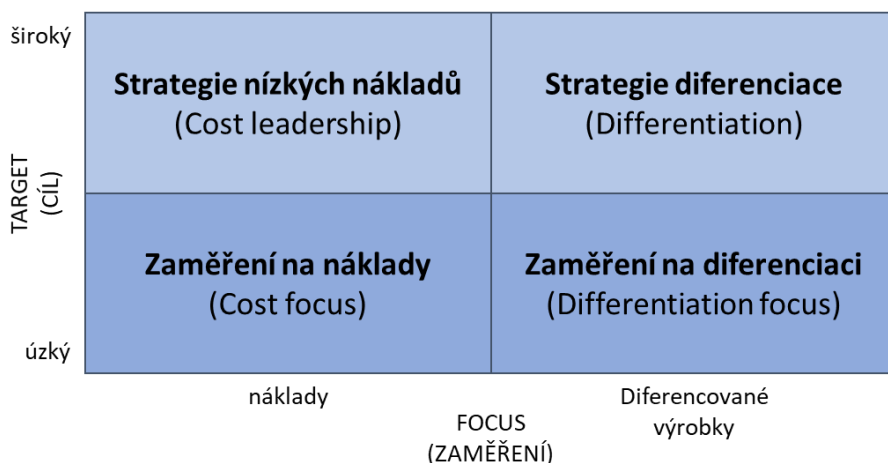 široký
Strategie nízkých nákladů
(Cost leadership)
Strategie diferenciace
(Differentiation)
TARGET
(CÍL)
Zaměření na náklady
(Cost focus)
Zaměření na diferenciaci
(Differentiation focus)
úzký
náklady
Diferencované
výrobky
FOCUS
(ZAMĚŘENÍ)